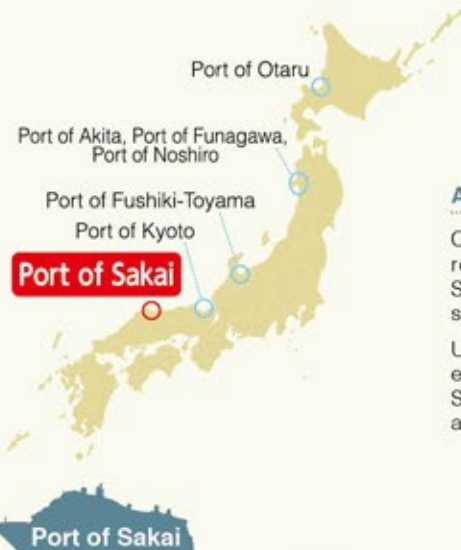 Port of Otaru
Port of Akita, Port of Funagawa,
Port of Noshiro
Port of Fushiki-Toyama
Port of Kyoto
Port of Sakai
Port of Sakai